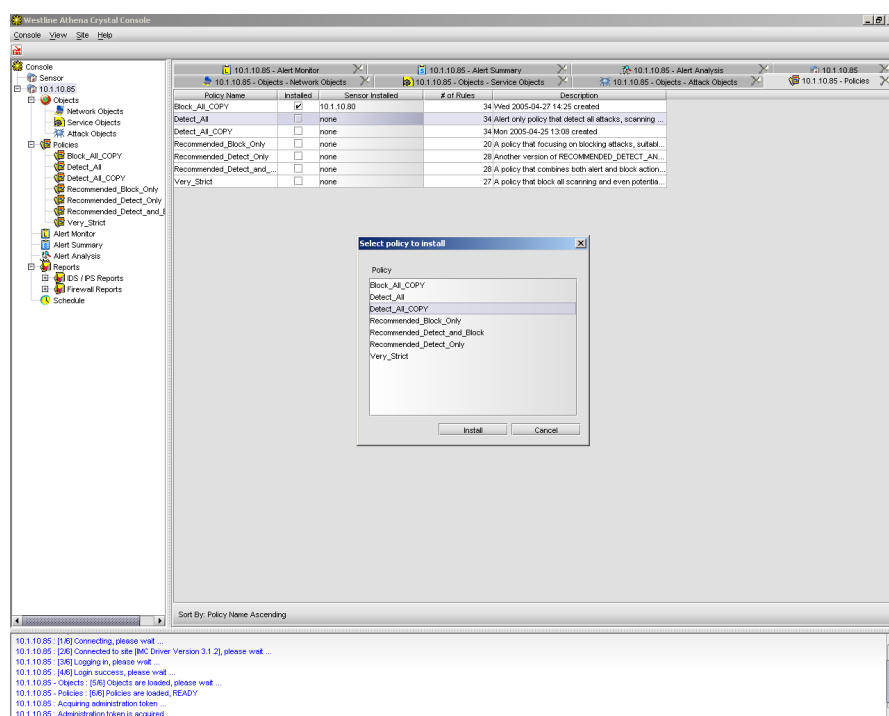 Westline Athena Crystal Console
Console View Site Help
Console
Sensor
10.1.10.85
Objects
Network Objects
Service Objects
Attack Objects
Policies
Block_All_COPY
Detect_All
Detect_All_COPY
Recommended_Block_Only
Recommended_Detect_Only
Recommended_Detect_and_
Very_Strict
Alert Monitor
Alert Summary
Alert Analysis
Reports
IDS / IPS Reports
Firewall Reports
Schedule
10.1.10.85 - Alert Monitor 10.1.10.85 - Alert Summary 10.1.10.85 - Alert Analysis 10.1.10.85
10.1.10.85 - Objects - Network Objects 10.1.10.85 - Objects - Service Objects 10.1.10.85 - Objects - Attack Objects 10.1.10.85 - Policies
Policy Name Installed Sensor Installed # of Rules Description
Block_All_COPY 10.1.10.80 34 Wed 2005-04-27 14:25 created
Detect_All none 34 Alert only policy that detect all attacks, scanning ...
Detect_All_COPY none 34 Mon 2005-04-25 13:08 created
Recommended_Block_Only none 20 A policy that focusing on blocking attacks, suitabl...
Recommended_Detect_Only none 28 Another version of RECOMMENDED_DETECT_AN...
Recommended_Detect_and_... none 28 A policy that combines both alert and block action...
Very_Strict none 27 A policy that block all scanning and even potentia...
Select policy to install
Policy
Block_All_COPY
Detect_All
Detect_All_COPY
Recommended_Block_Only
Recommended_Detect_and_Block
Recommended_Detect_Only
Very_Strict
Install Cancel
Sort By: Policy Name Ascending
10.1.10.85 : [1/6] Connecting, please wait ...
10.1.10.85 : [2/6] Connected to site [IMC Driver Version 3.1.2], please wait ...
10.1.10.85 : [3/6] Logging in, please wait ...
10.1.10.85 : [4/6] Login success, please wait ...
10.1.10.85 - Objects : [5/6] Objects are loaded, please wait ...
10.1.10.85 - Policies : [6/6] Policies are loaded, READY
10.1.10.85 : Acquiring administration token ...
10.1.10.85 : Administration token is acquired